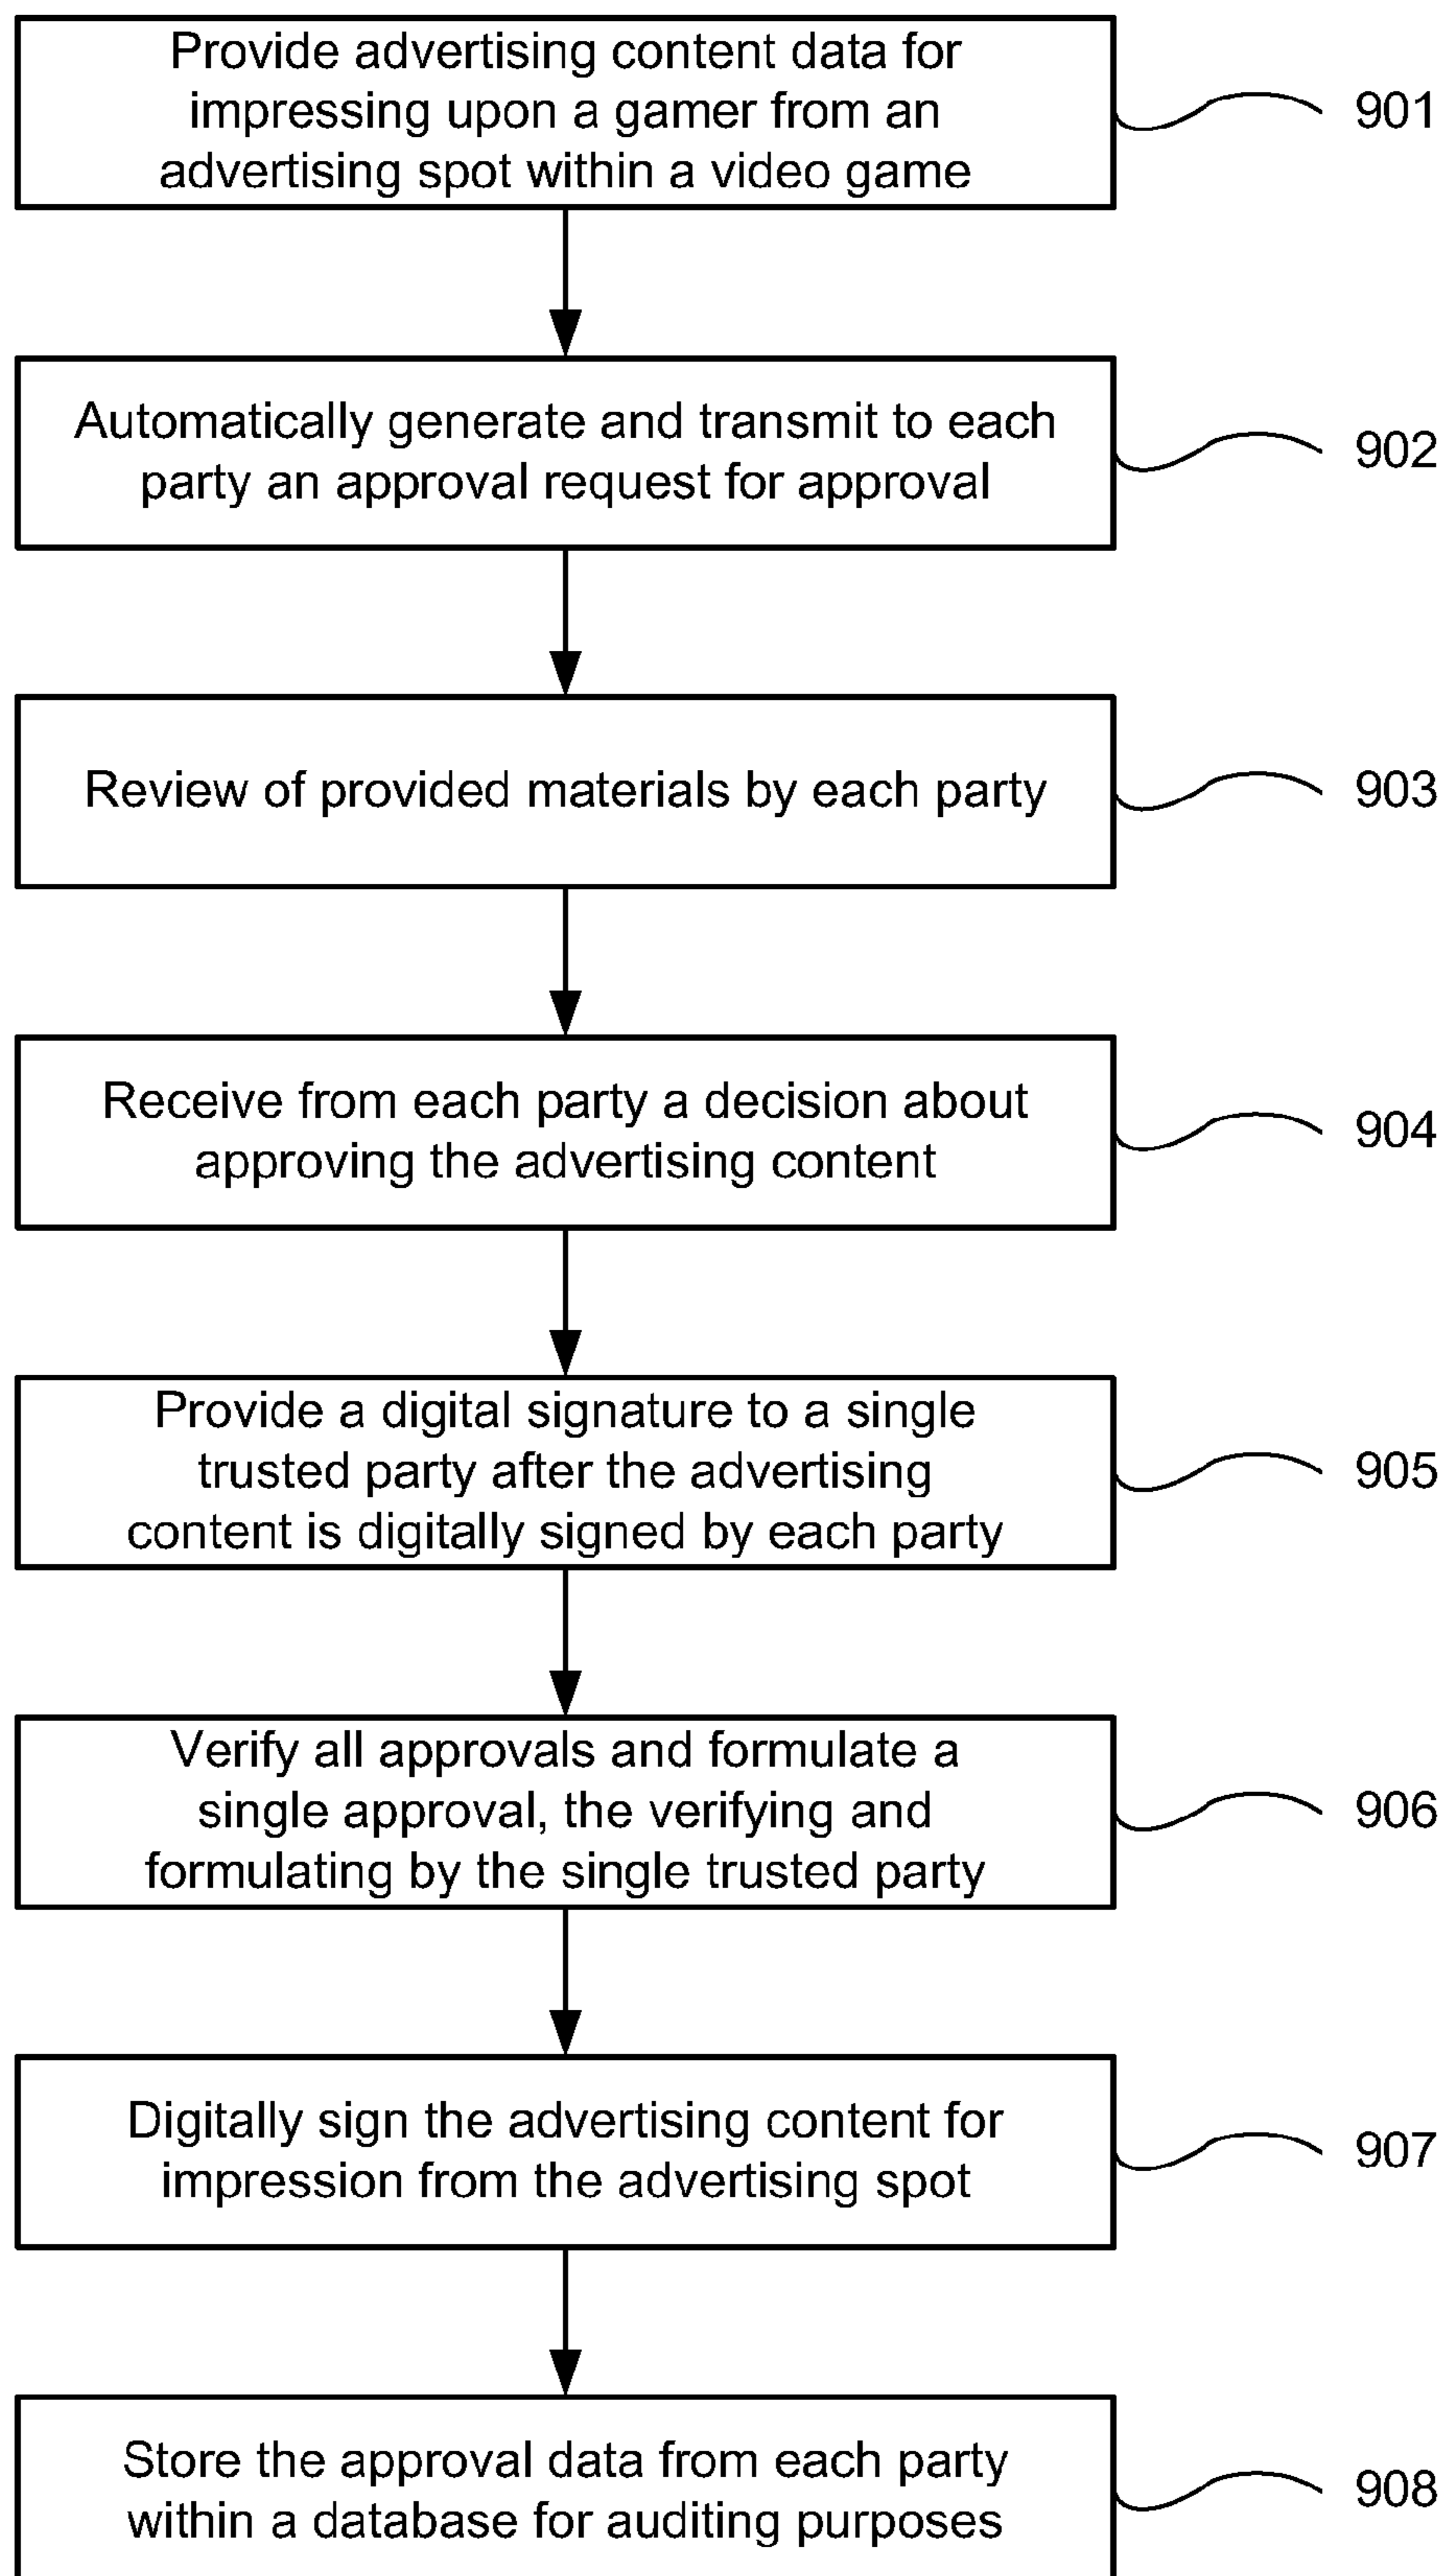 Provide advertising content data for
impressing upon a gamer from an
advertising spot within a video game
901
Automatically generate and transmit to each
party an approval request for approval
902
Review of provided materials by each party
903
Receive from each party a decision about
approving the advertising content
904
Provide a digital signature to a single
trusted party after the advertising
content is digitally signed by each party
905
Verify all approvals and formulate a
single approval, the verifying and
formulating by the single trusted party
906
Digitally sign the advertising content for
impression from the advertising spot
907
Store the approval data from each party
within a database for auditing purposes
908